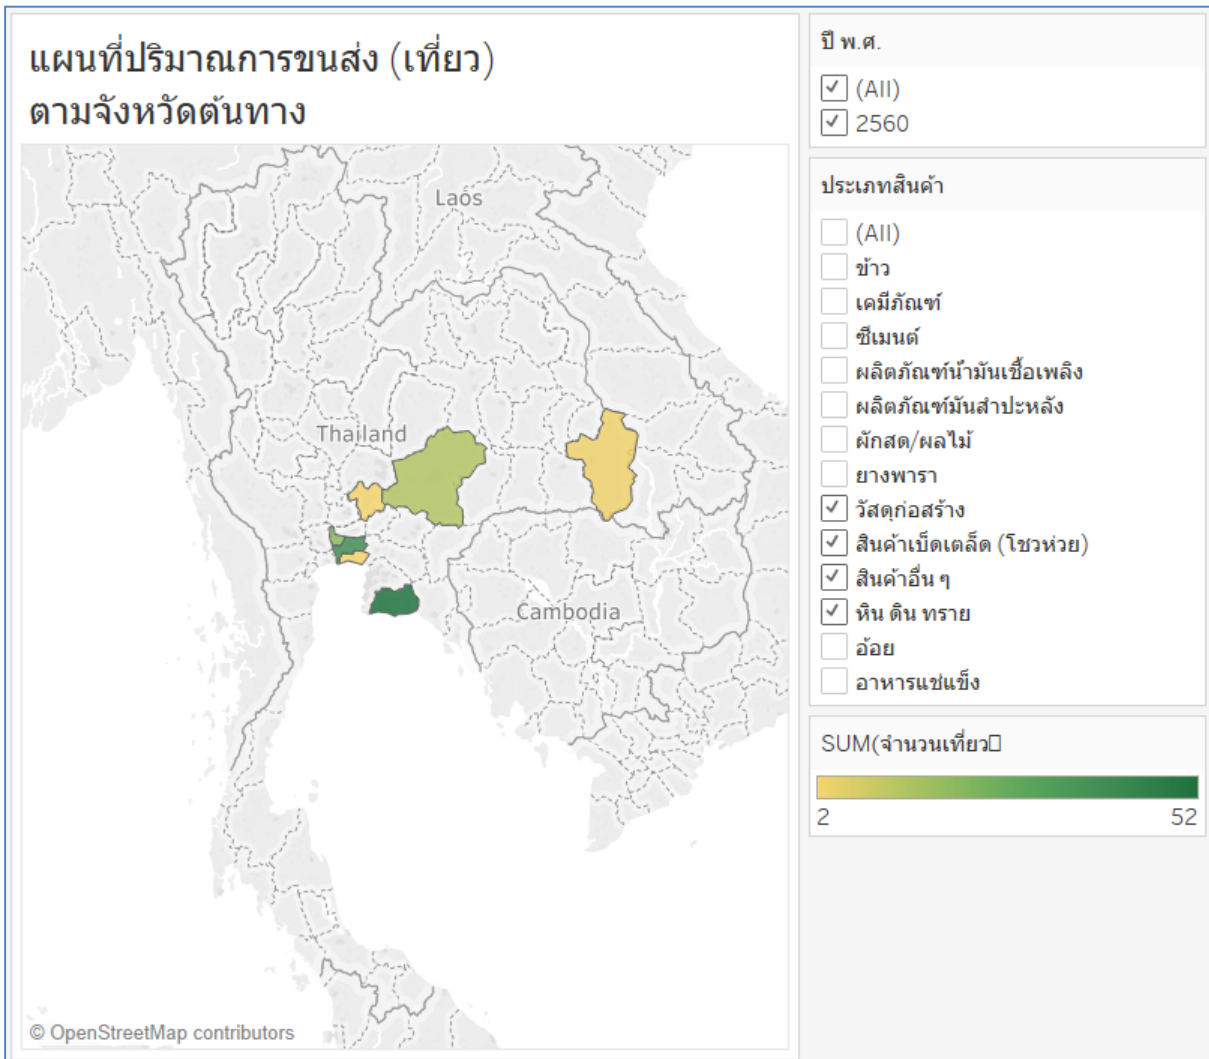 แผนที่ปริมาณการขนส่ง (เที่ยว)
ตามจังหวัดต้นทาง
Laos
Thailand
Cambodia
© OpenStreetMap contributors
ปี พ.ศ.
(All)
2560
ประเภทสินค้า
(All)
ข้าว
เคมีภัณฑ์
ซีเมนต์
ผลิตภัณฑ์น้ำมันเชื้อเพลิง
ผลิตภัณฑ์มันสำปะหลัง
ผักสด/ผลไม้
ยางพารา
วัสดุก่อสร้าง
สินค้าเบ็ดเตล็ด (โชวห่วย)
สินค้าอื่น ๆ
หิน ดิน ทราย
อ้อย
อาหารแช่แข็ง
SUM(จำนวนเที่ยว
2 52